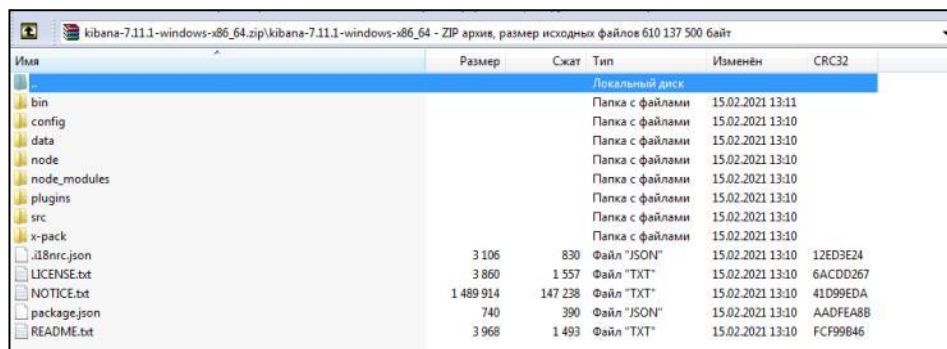 kibana-7.11.1-windows-x86_64.zip\kibana-7.11.1-windows-x86_64 - ZIP архив, размер исходных файлов 610 137 500 байт
Имя Размер Сжат Тип Изменён CRC32
.. Локальный диск
bin Папка с файлами 15.02.2021 13:11
config Папка с файлами 15.02.2021 13:10
data Папка с файлами 15.02.2021 13:10
node Папка с файлами 15.02.2021 13:10
node_modules Папка с файлами 15.02.2021 13:10
plugins Папка с файлами 15.02.2021 13:10
src Папка с файлами 15.02.2021 13:10
x-pack Папка с файлами 15.02.2021 13:10
.i18nrc.json 3 106 830 Файл "JSON" 15.02.2021 13:10 12ED3E24
LICENSE.txt 3 860 1 557 Файл "TXT" 15.02.2021 13:10 6ACDD267
NOTICE.txt 1 489 914 147 238 Файл "TXT" 15.02.2021 13:10 41D99EDA
package.json 740 390 Файл "JSON" 15.02.2021 13:10 AADFEA8B
README.txt 3 968 1 493 Файл "TXT" 15.02.2021 13:10 FCF99B46